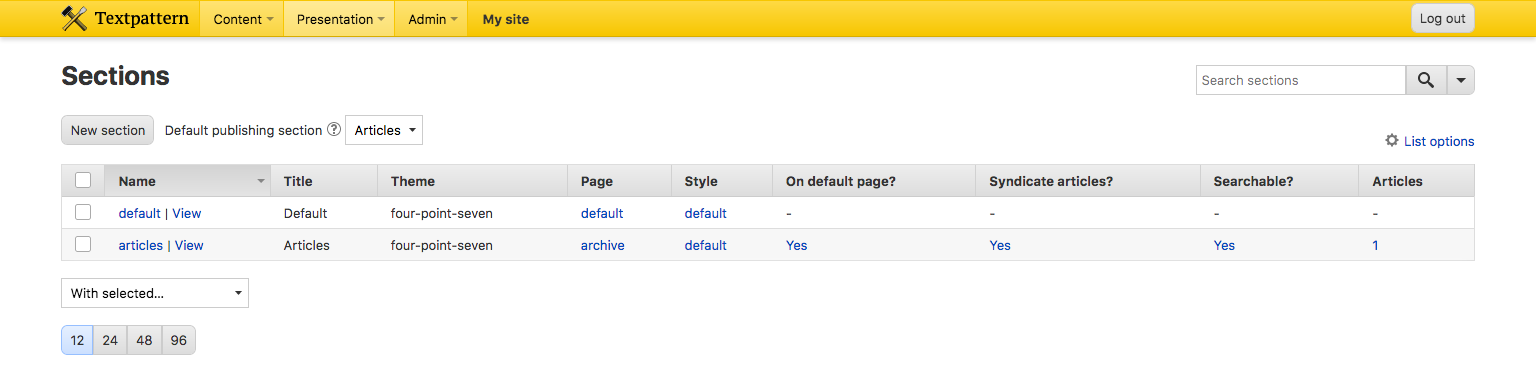 Textpattern Content Presentation Admin My site Log out
Sections
Search sections
New section Default publishing section ? Articles
List options
Name Title Theme Page Style On default page? Syndicate articles? Searchable? Articles
default | View Default four-point-seven default default - - - -
articles | View Articles four-point-seven archive default Yes Yes Yes 1
With selected...
12 24 48 96